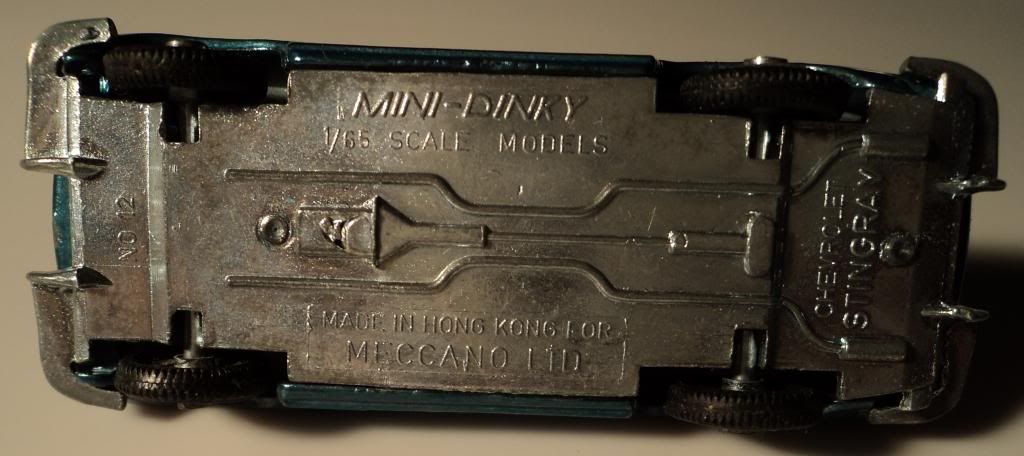 MINI-DINKY
1/65 SCALE MODELS
NO 12
CHEVROLET
STINGRAY
MADE IN HONG KONG FOR
MECCANO LTD.